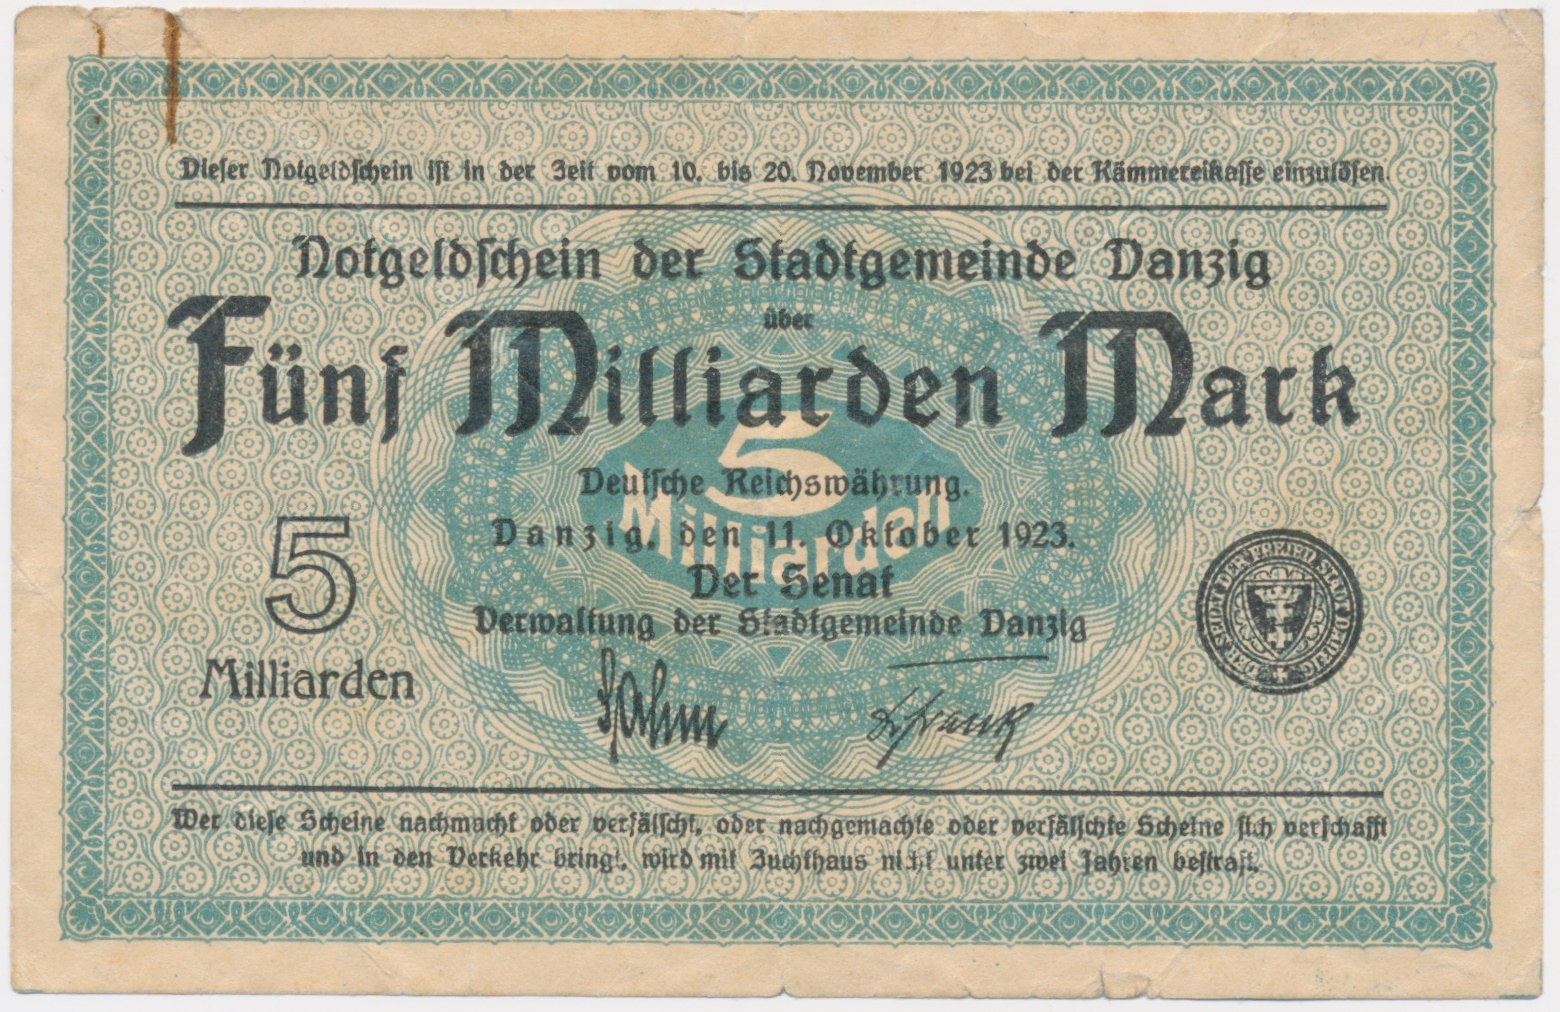 Dieser Notgeldschein ist in der Zeit vom 10. bis 20. November 1923 bei der Kämmereikasse einzulösen.
Notgeldschein der Stadtgemeinde Danzig
über
Fünf Milliarden Mark
5
Milliarden
Deutsche Reichswährung.
Danzig, den 11. Oktober 1923.
Der Senat
Verwaltung der Stadtgemeinde Danzig
5
Milliarden
Sahm
Frank
Wer diese Scheine nachmacht oder verfälscht, oder nachgemachte oder verfälschte Scheine sich verschafft
und in den Verkehr bringt, wird mit Zuchthaus nicht unter zwei Jahren bestraft.